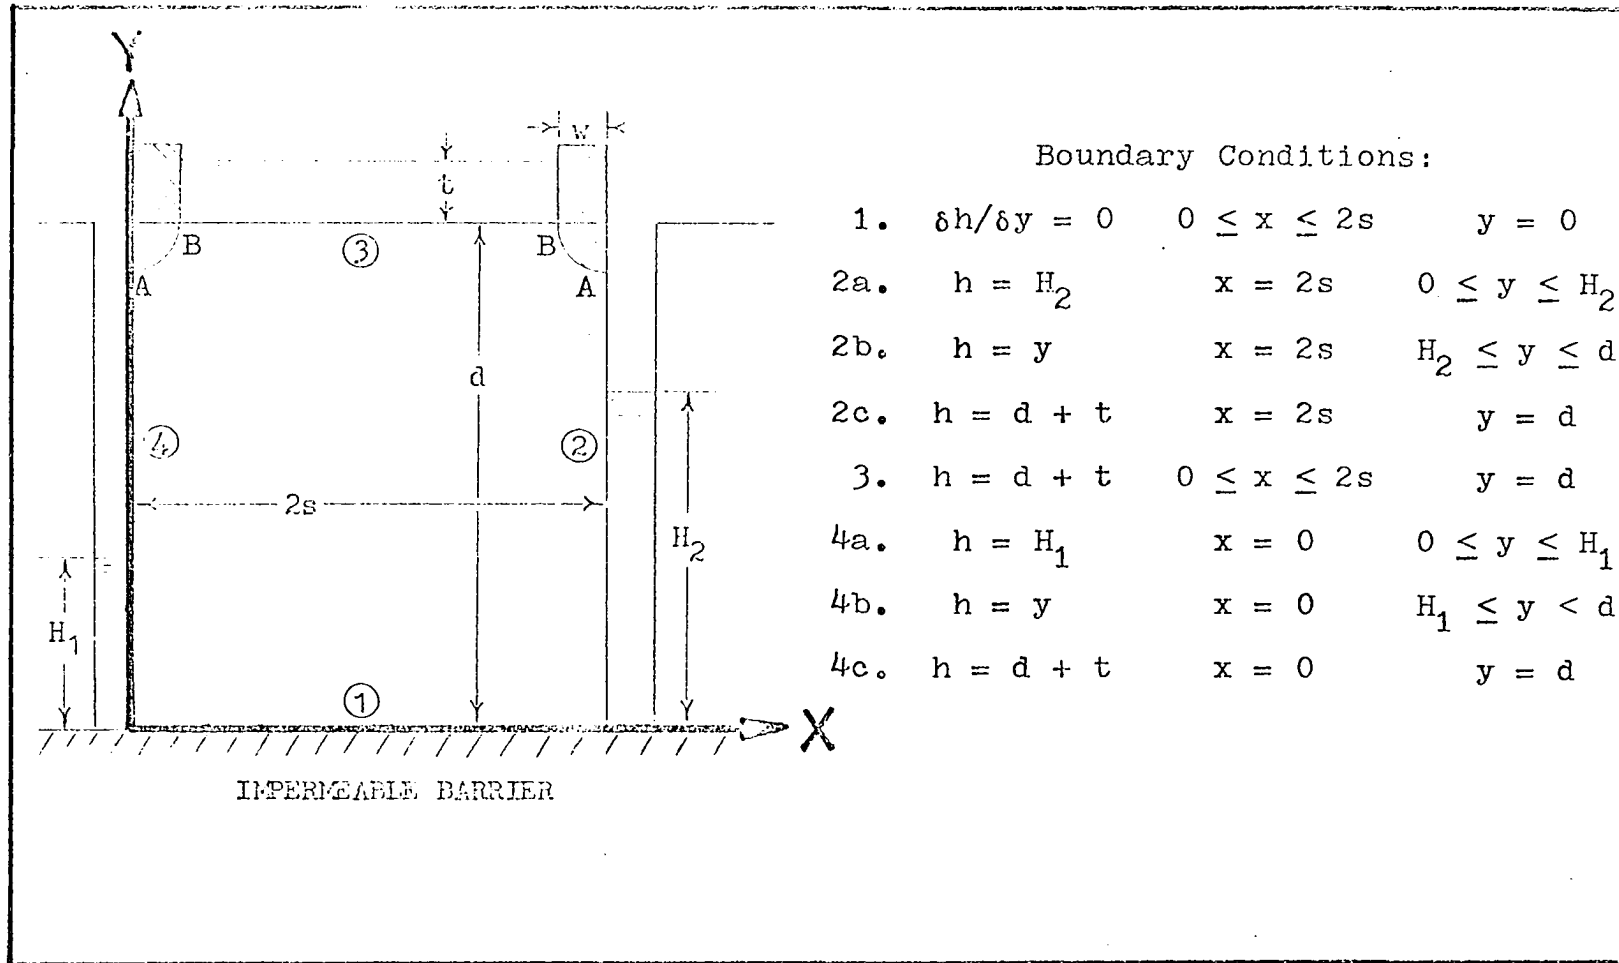 Y
w
t
B
B
③
A
A
d
④
②
2s
H₂
H₁
①
X
IMPERMEABLE BARRIER
Boundary Conditions:
1. δh/δy = 0 0 ≤ x ≤ 2s y = 0
2a. h = H₂ x = 2s 0 ≤ y ≤ H₂
2b. h = y x = 2s H₂ ≤ y ≤ d
2c. h = d + t x = 2s y = d
3. h = d + t 0 ≤ x ≤ 2s y = d
4a. h = H₁ x = 0 0 ≤ y ≤ H₁
4b. h = y x = 0 H₁ ≤ y < d
4c. h = d + t x = 0 y = d